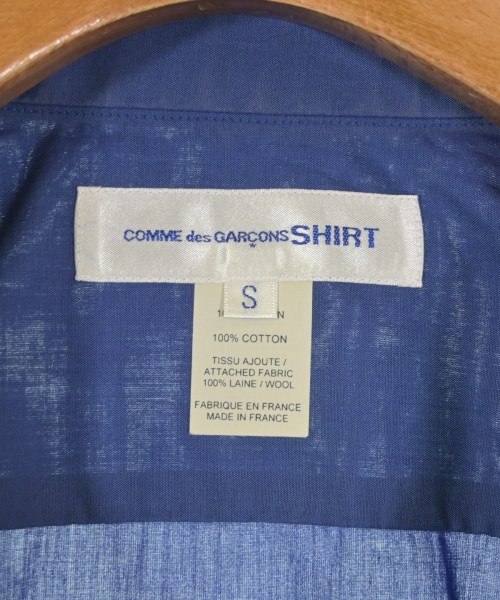 COMME des GARÇONS SHIRT
S
100% COTTON
TISSU AJOUTE /
ATTACHED FABRIC
100% LAINE / WOOL
FABRIQUE EN FRANCE
MADE IN FRANCE